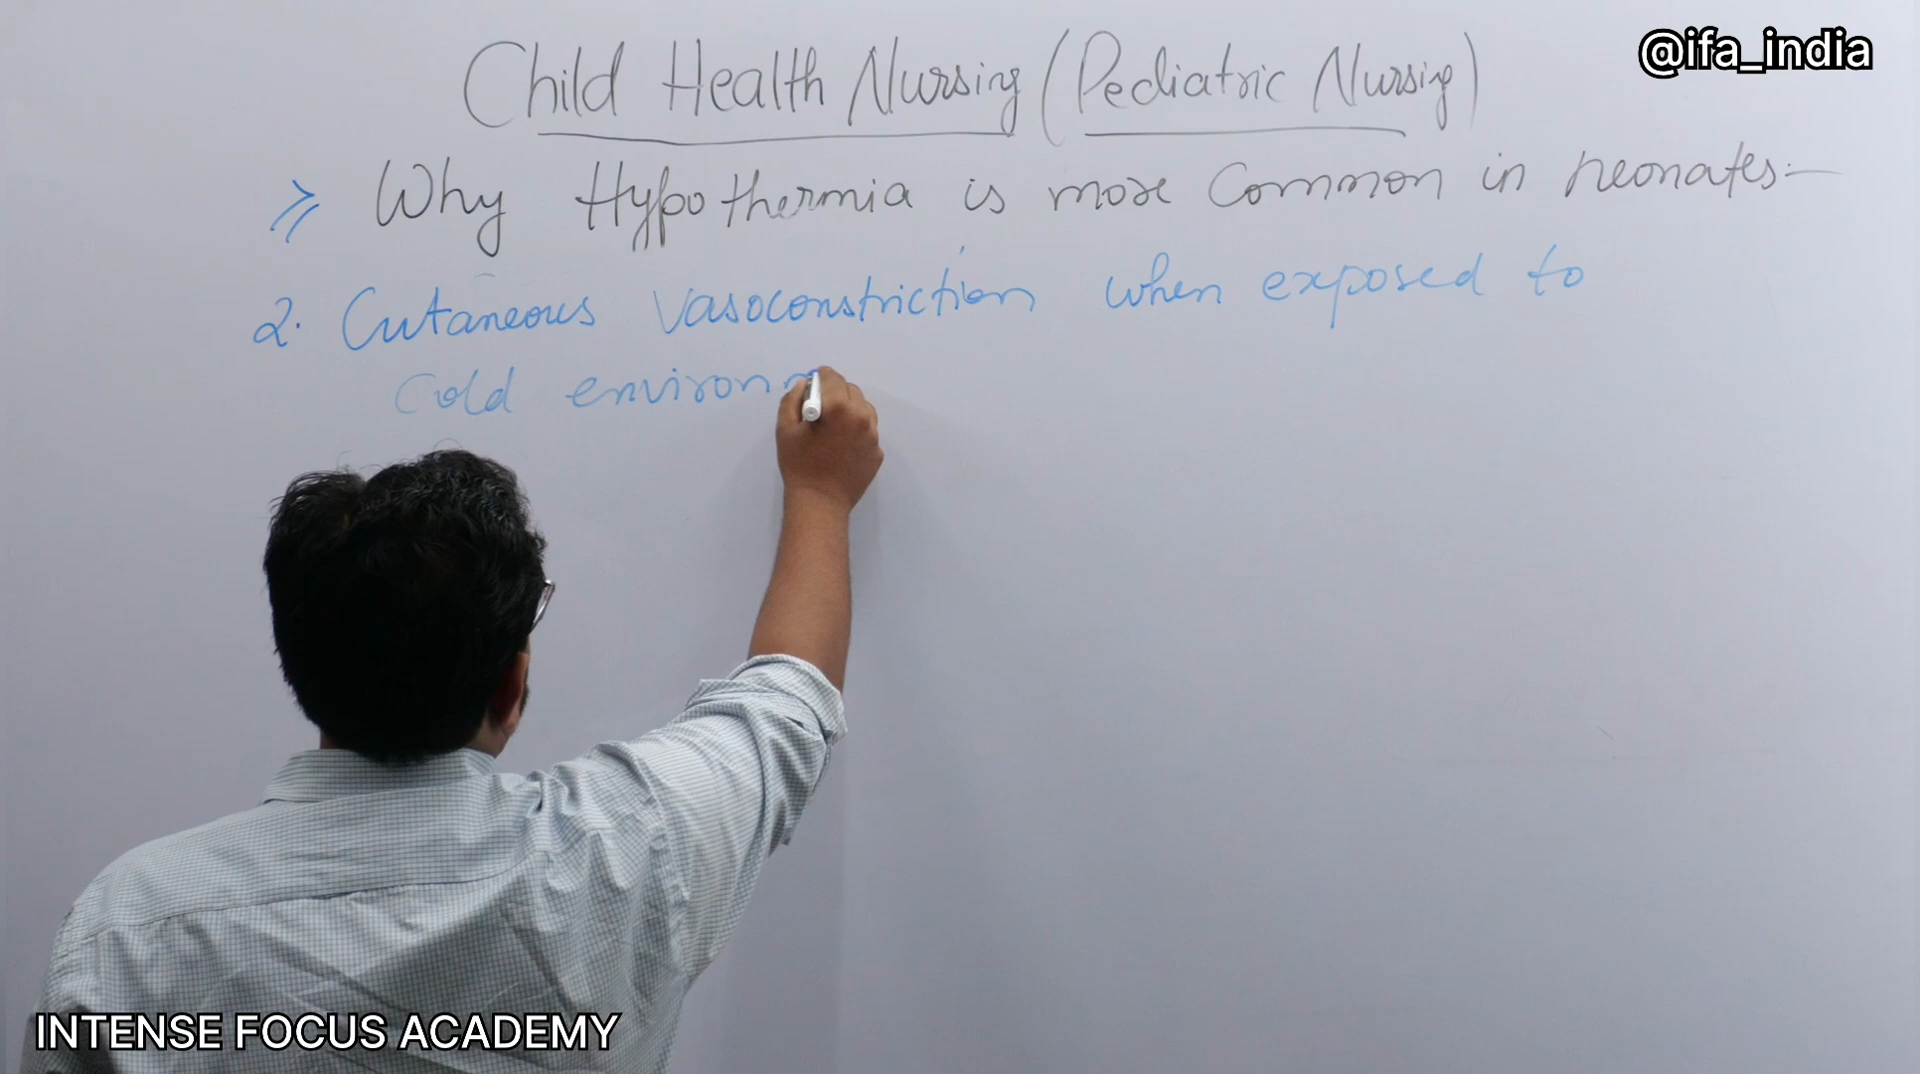 @ifa_india
Child Health Nursing (Pediatric Nursing)
⇒ Why Hypothermia is more Common in neonates:-
2. Cutaneous vasoconstriction when exposed to
Cold environ
INTENSE FOCUS ACADEMY